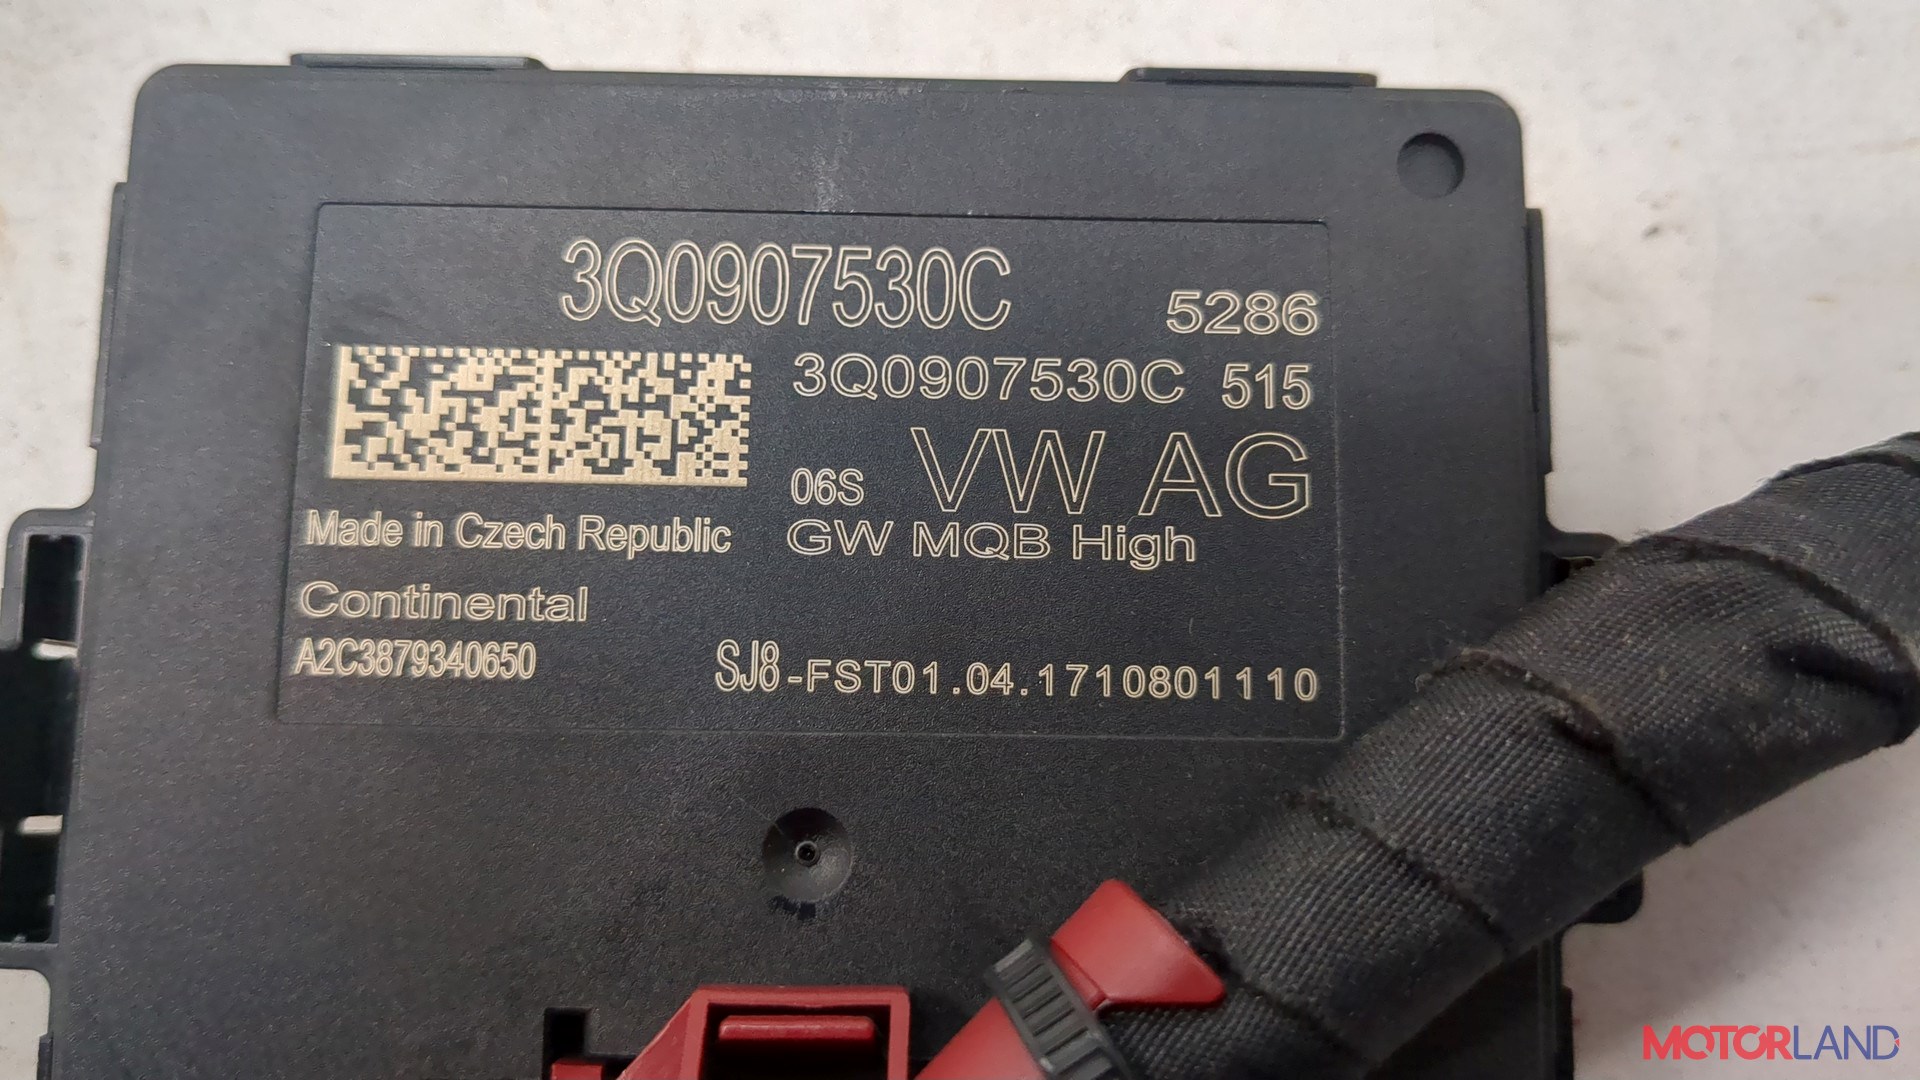 3Q0907530C
5286
3Q0907530C 515
06S VW AG
Made in Czech Republic
GW MQB High
Continental
A2C3879340650
SJ8-FST01.04.1710801110
MOTORLAND